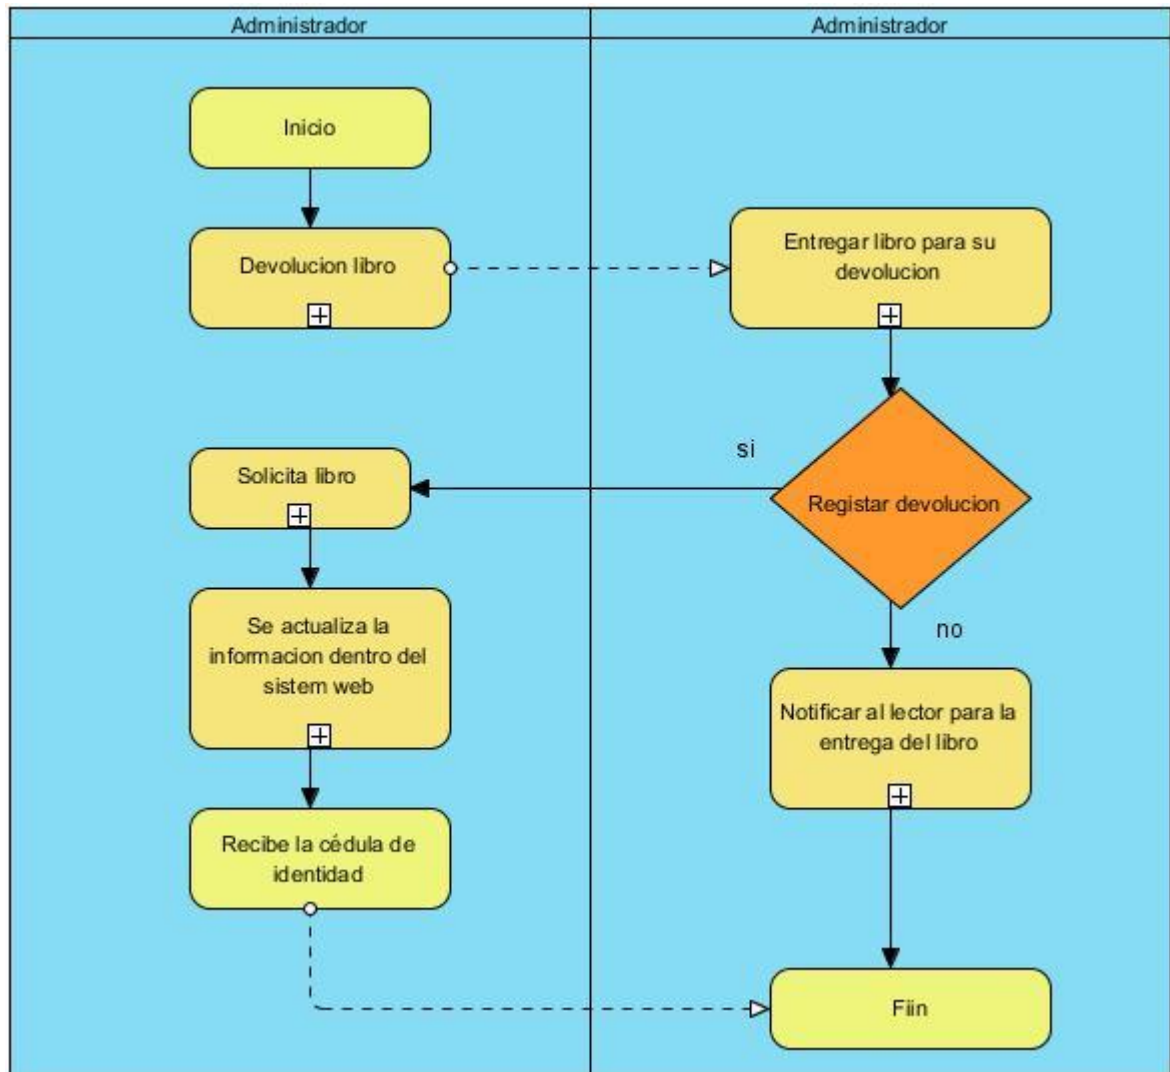 Administrador
Administrador
Inicio
Devolucion libro
Entregar libro para su
devolucion
si
Solicita libro
Registar devolucion
Se actualiza la
informacion dentro del
sistem web
no
Notificar al lector para la
entrega del libro
Recibe la cédula de
identidad
Fiin